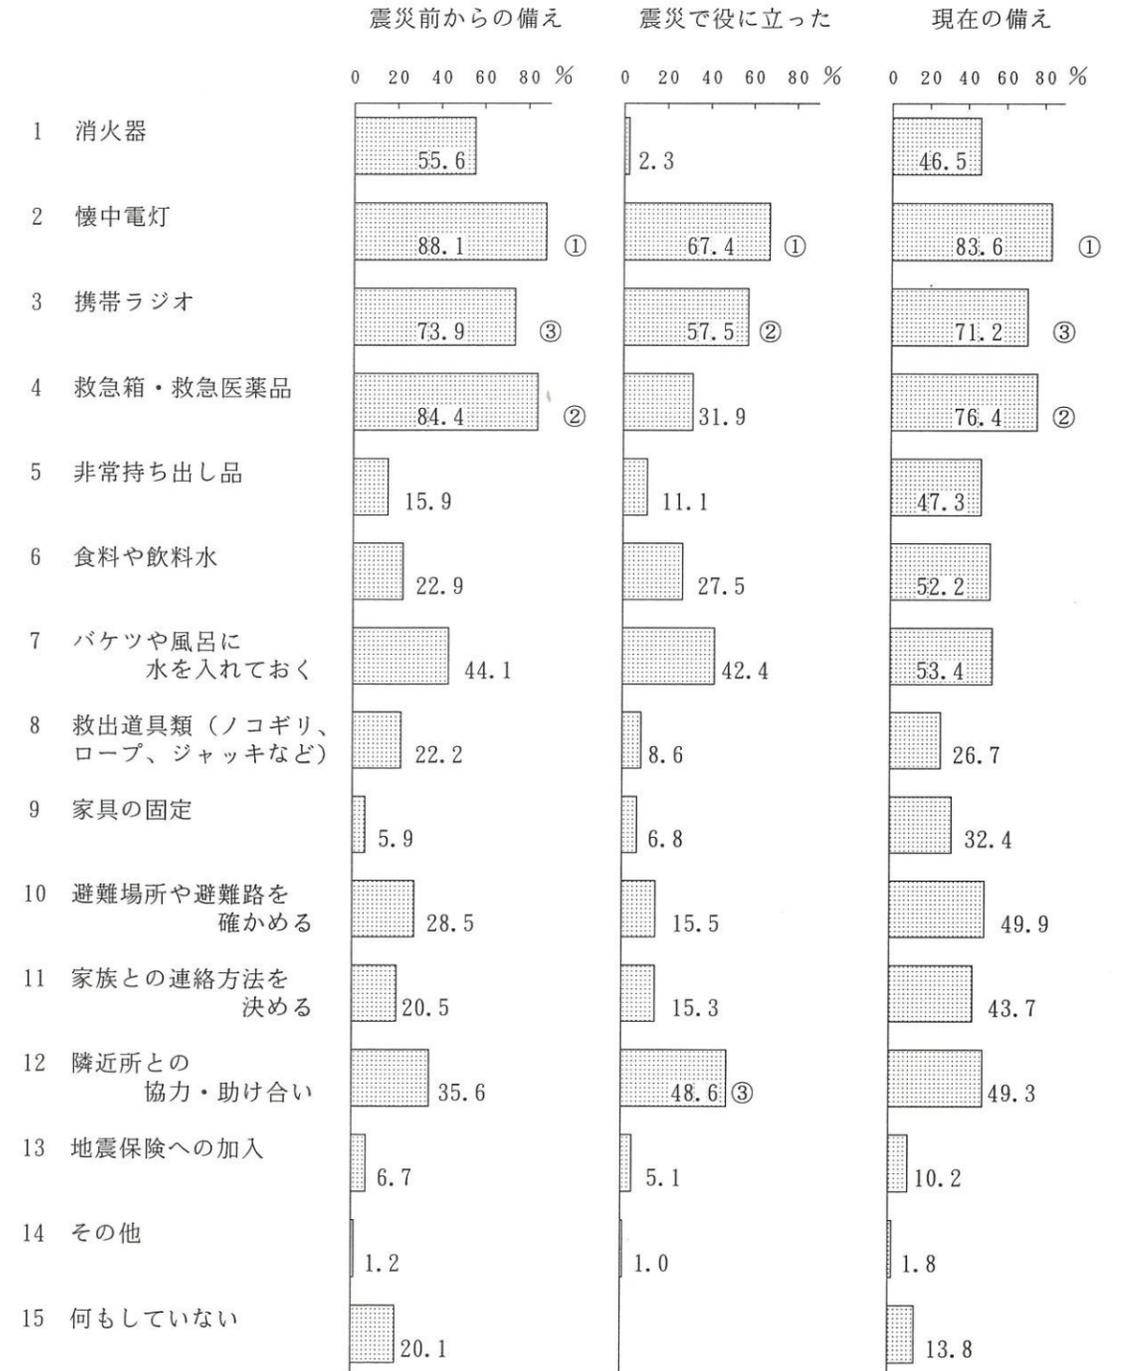 震災前からの備え 震災で役に立った 現在の備え
0 20 40 60 80 % 0 20 40 60 80 % 0 20 40 60 80 %
1 消火器 55.6 2.3 46.5
2 懐中電灯 88.1 ① 67.4 ① 83.6 ①
3 携帯ラジオ 73.9 ③ 57.5 ② 71.2 ③
4 救急箱・救急医薬品 84.4 ② 31.9 76.4 ②
5 非常持ち出し品 15.9 11.1 47.3
6 食料や飲料水 22.9 27.5 52.2
7 バケツや風呂に
水を入れておく 44.1 42.4 53.4
8 救出道具類(ノコギリ、
ロープ、ジャッキなど) 22.2 8.6 26.7
9 家具の固定 5.9 6.8 32.4
10 避難場所や避難路を
確かめる 28.5 15.5 49.9
11 家族との連絡方法を
決める 20.5 15.3 43.7
12 隣近所との
協力・助け合い 35.6 48.6 ③ 49.3
13 地震保険への加入 6.7 5.1 10.2
14 その他 1.2 1.0 1.8
15 何もしていない 20.1 13.8